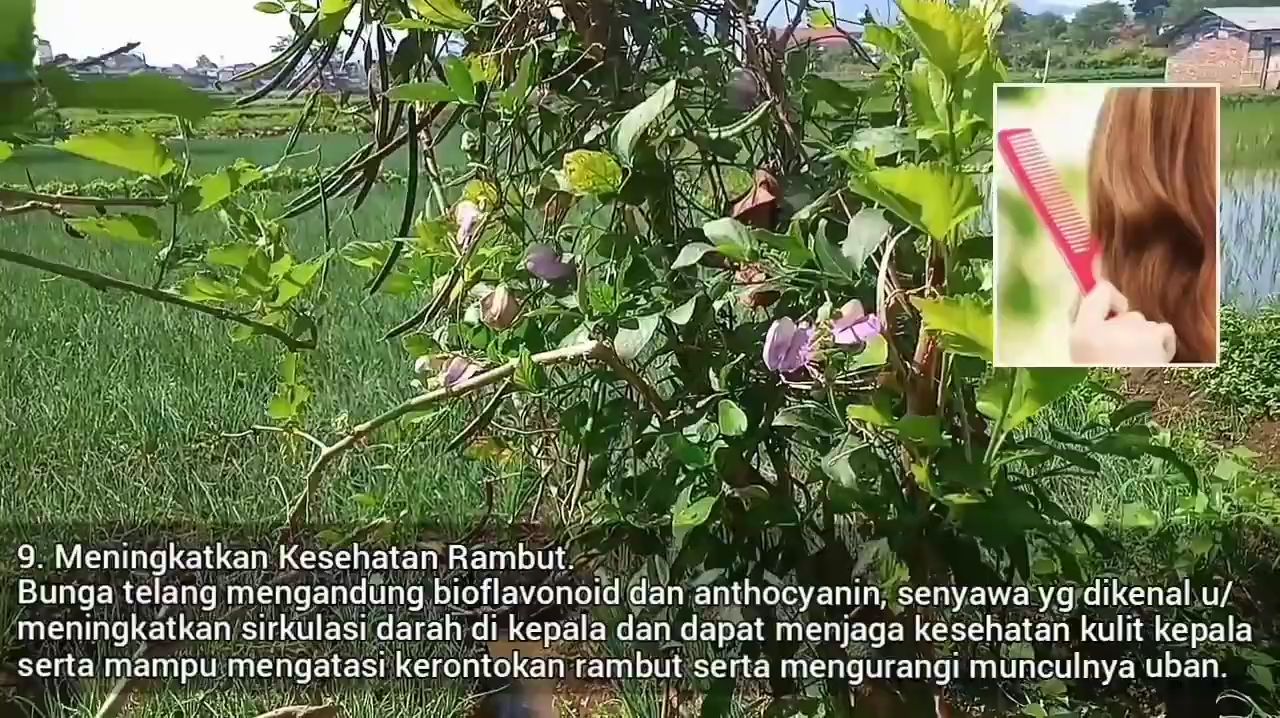 9. Meningkatkan Kesehatan Rambut.
Bunga telang mengandung bioflavonoid dan anthocyanin, senyawa yg dikenal u/
meningkatkan sirkulasi darah di kepala dan dapat menjaga kesehatan kulit kepala
serta mampu mengatasi kerontokan rambut serta mengurangi munculnya uban.